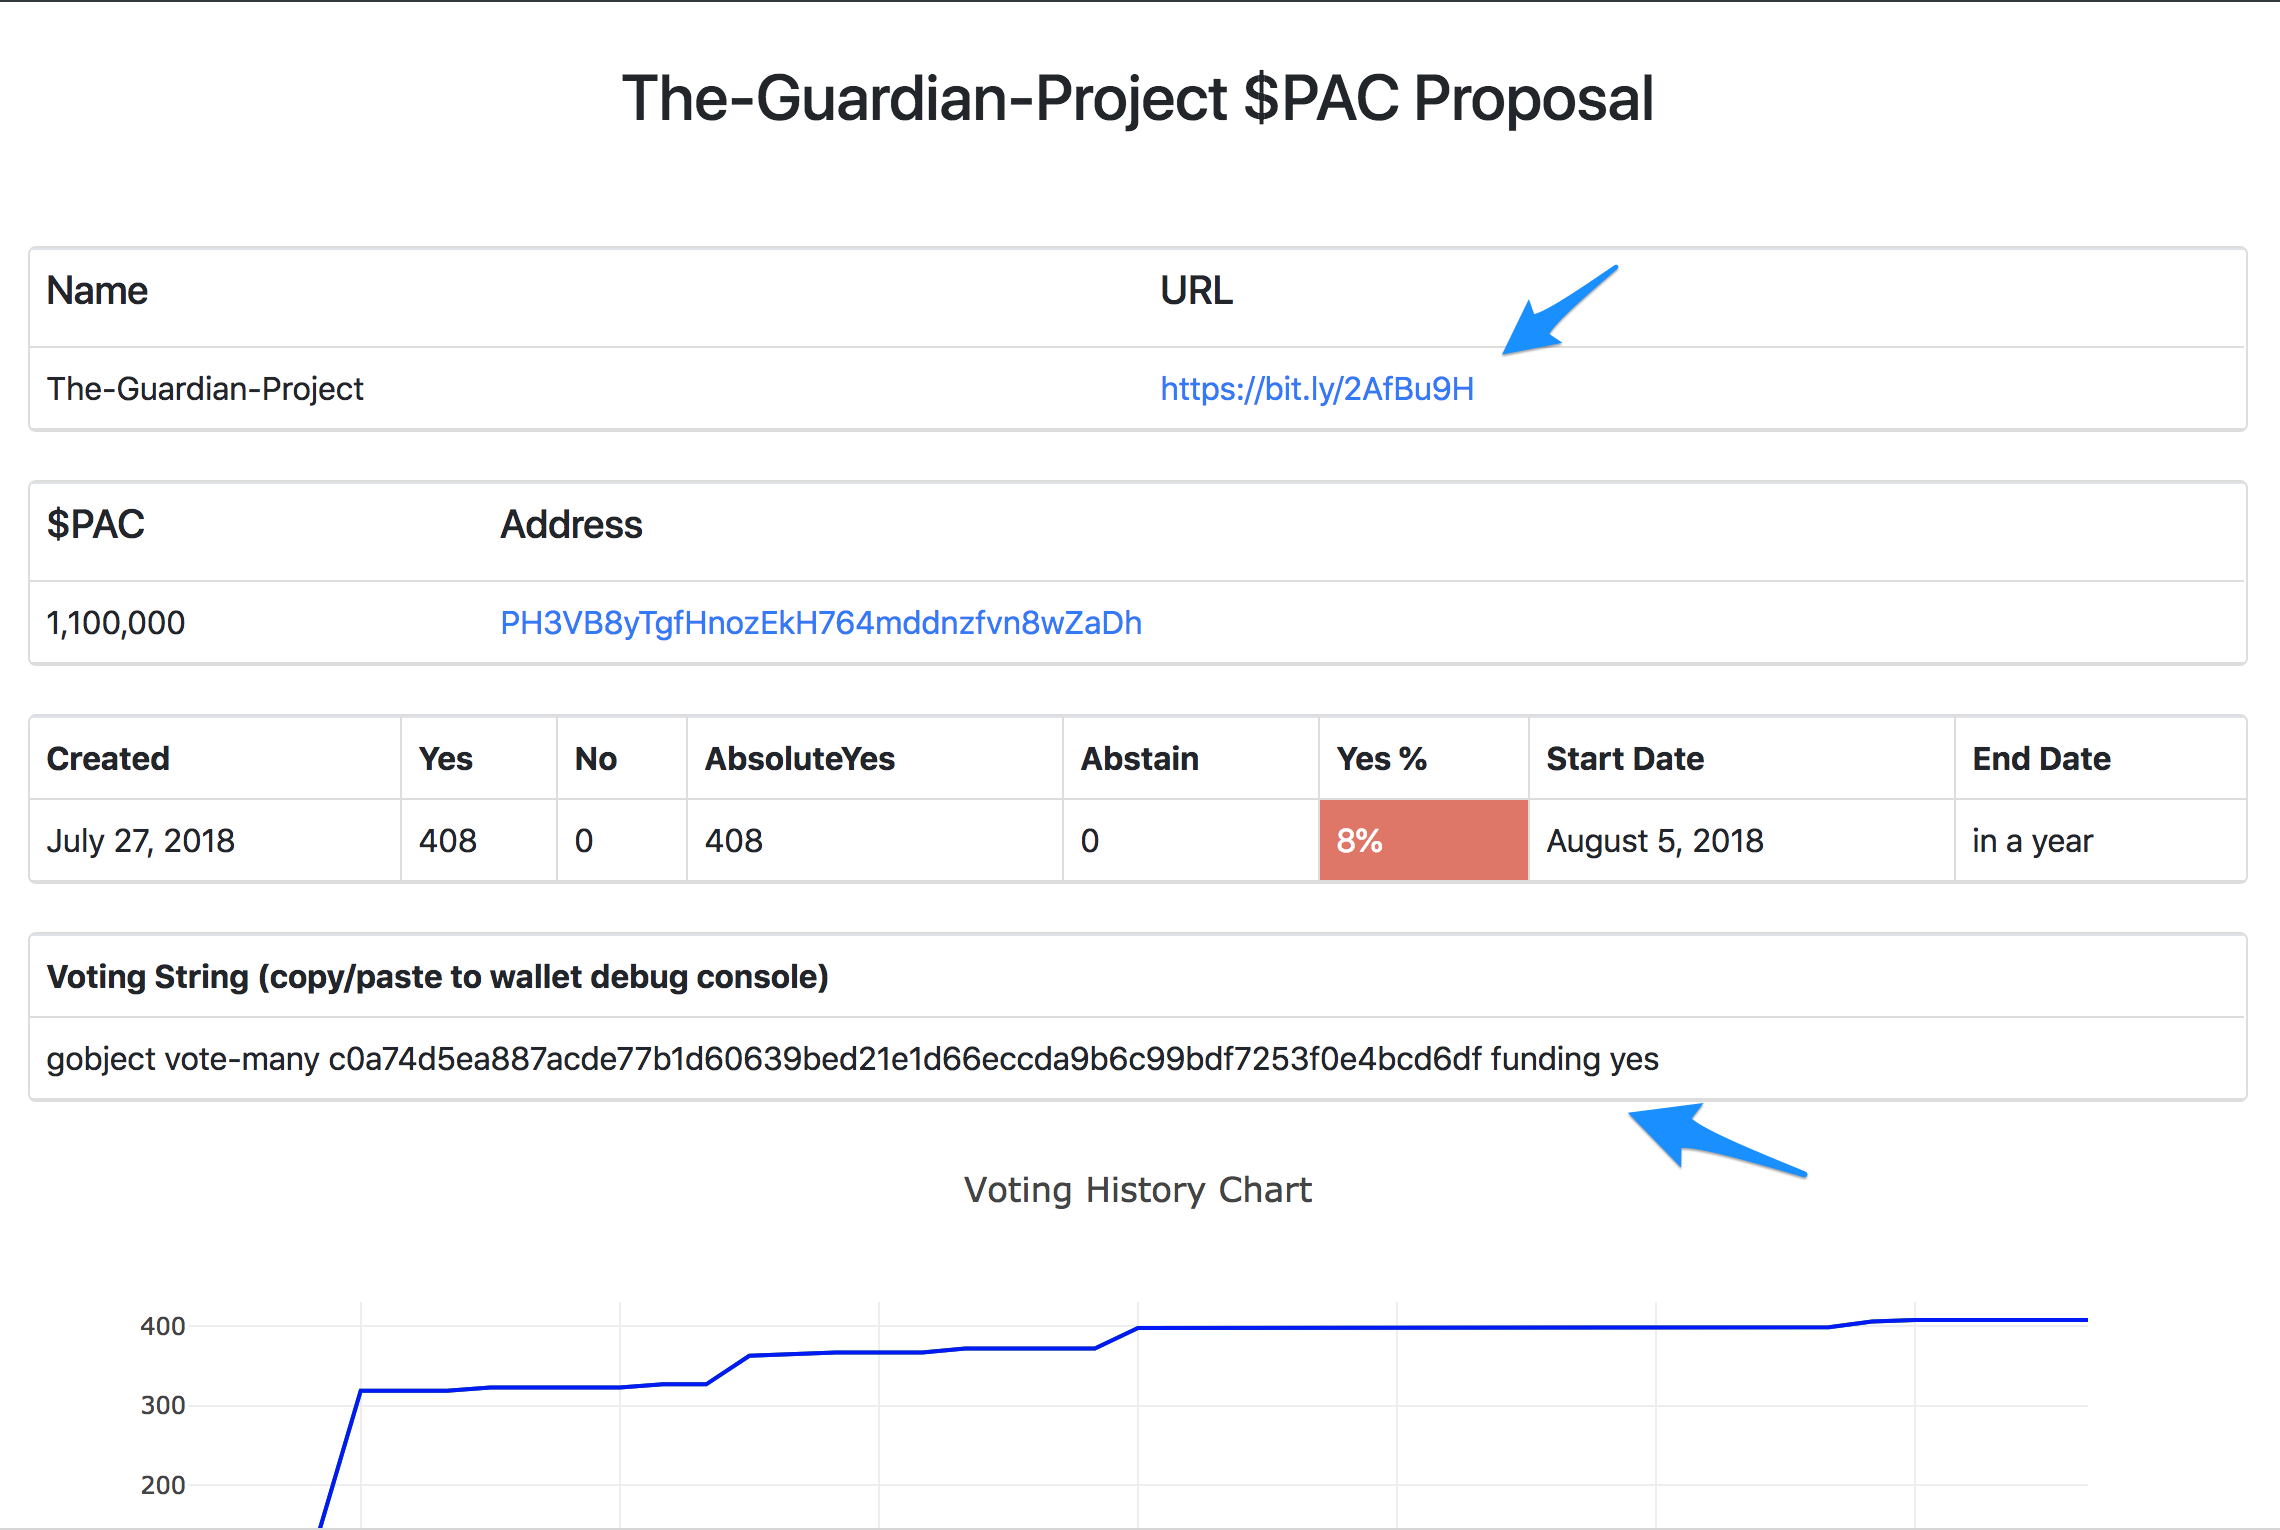 The-Guardian-Project $PAC Proposal
Name URL
The-Guardian-Project https://bit.ly/2AfBu9H
$PAC Address
1,100,000 PH3VB8yTgfHnozEkH764mddnzfvn8wZaDh
Created Yes No AbsoluteYes Abstain Yes % Start Date End Date
July 27, 2018 408 0 408 0 8% August 5, 2018 in a year
Voting String (copy/paste to wallet debug console)
gobject vote-many c0a74d5ea887acde77b1d60639bed21e1d66eccda9b6c99bdf7253f0e4bcd6df funding yes
Voting History Chart
400
300
200